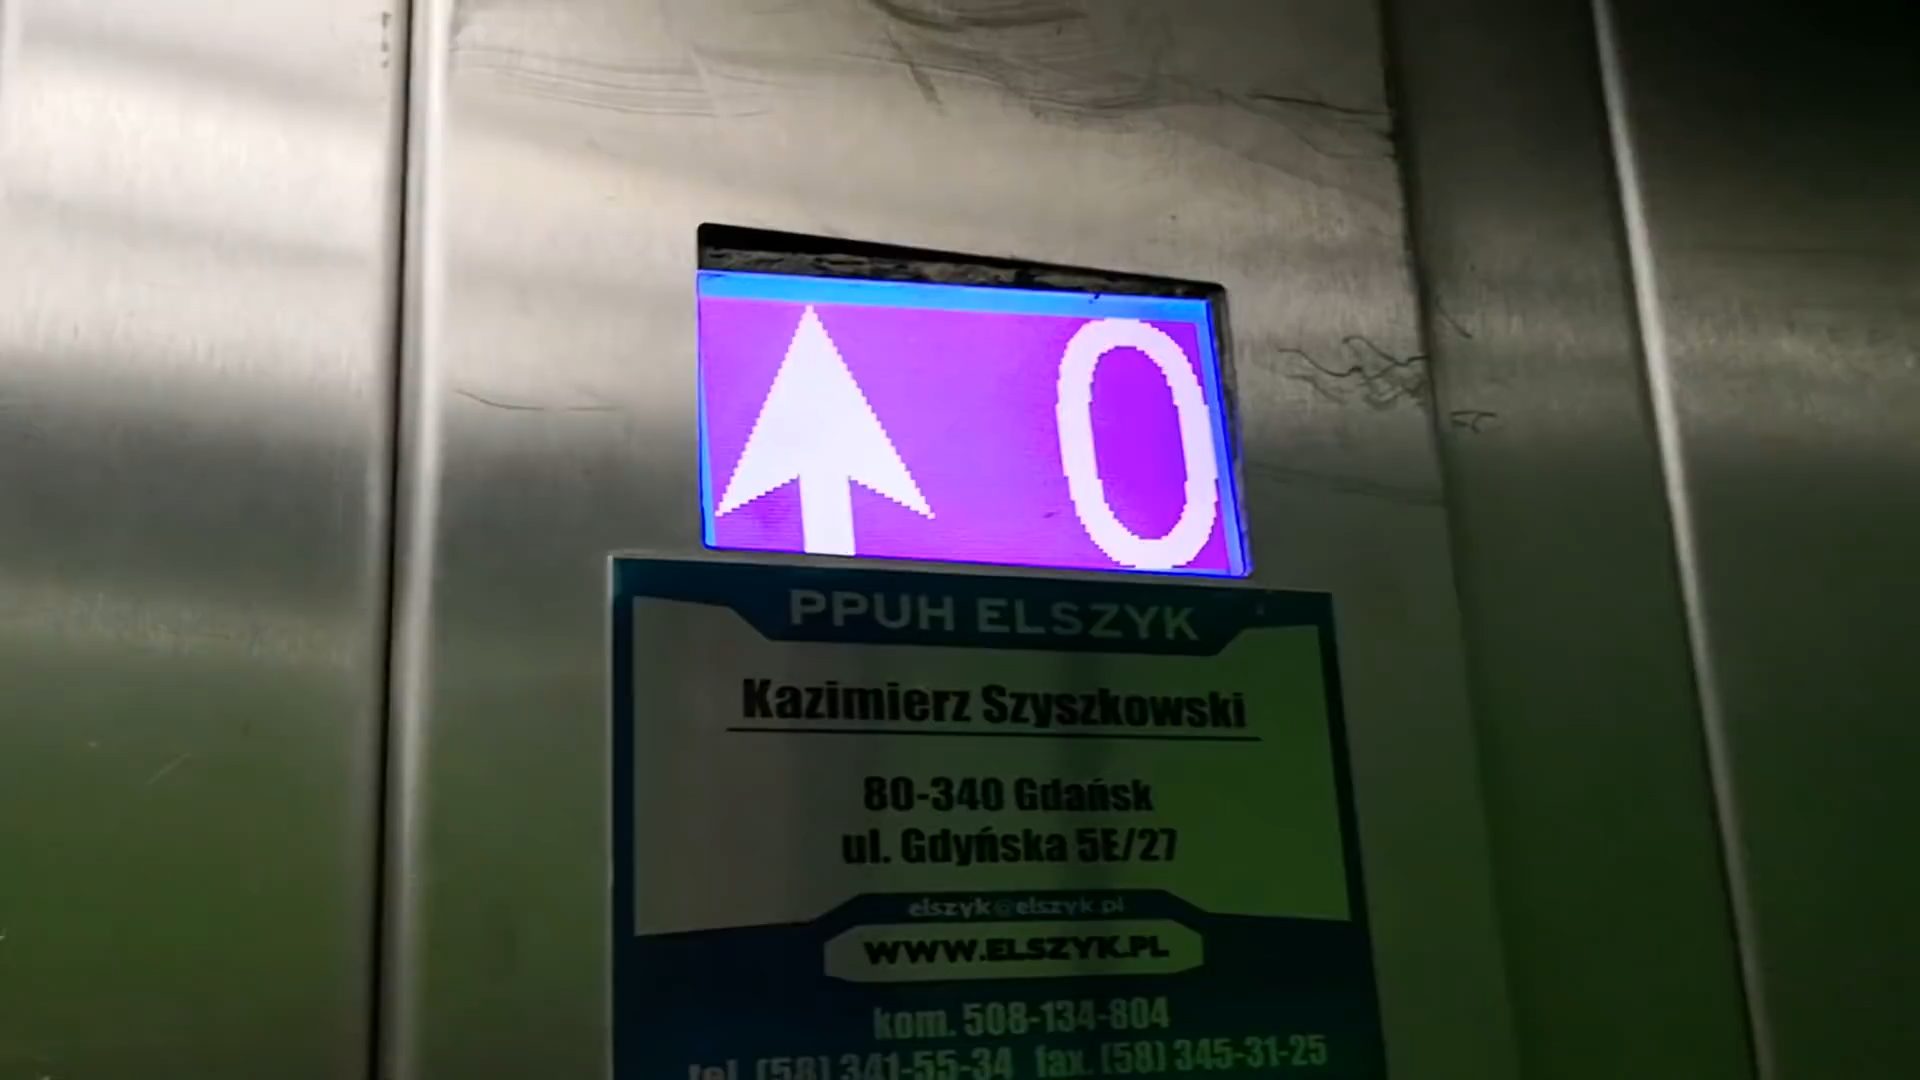 0
PPUH ELSZYK
Kazimierz Szyszkowski
80-340 Gdańsk
ul. Gdyńska 5E/27
elszyk@elszyk.pl
WWW.ELSZYK.PL
kom. 508-134-804
tel. (58) 341-55-34 fax. (58) 345-31-25